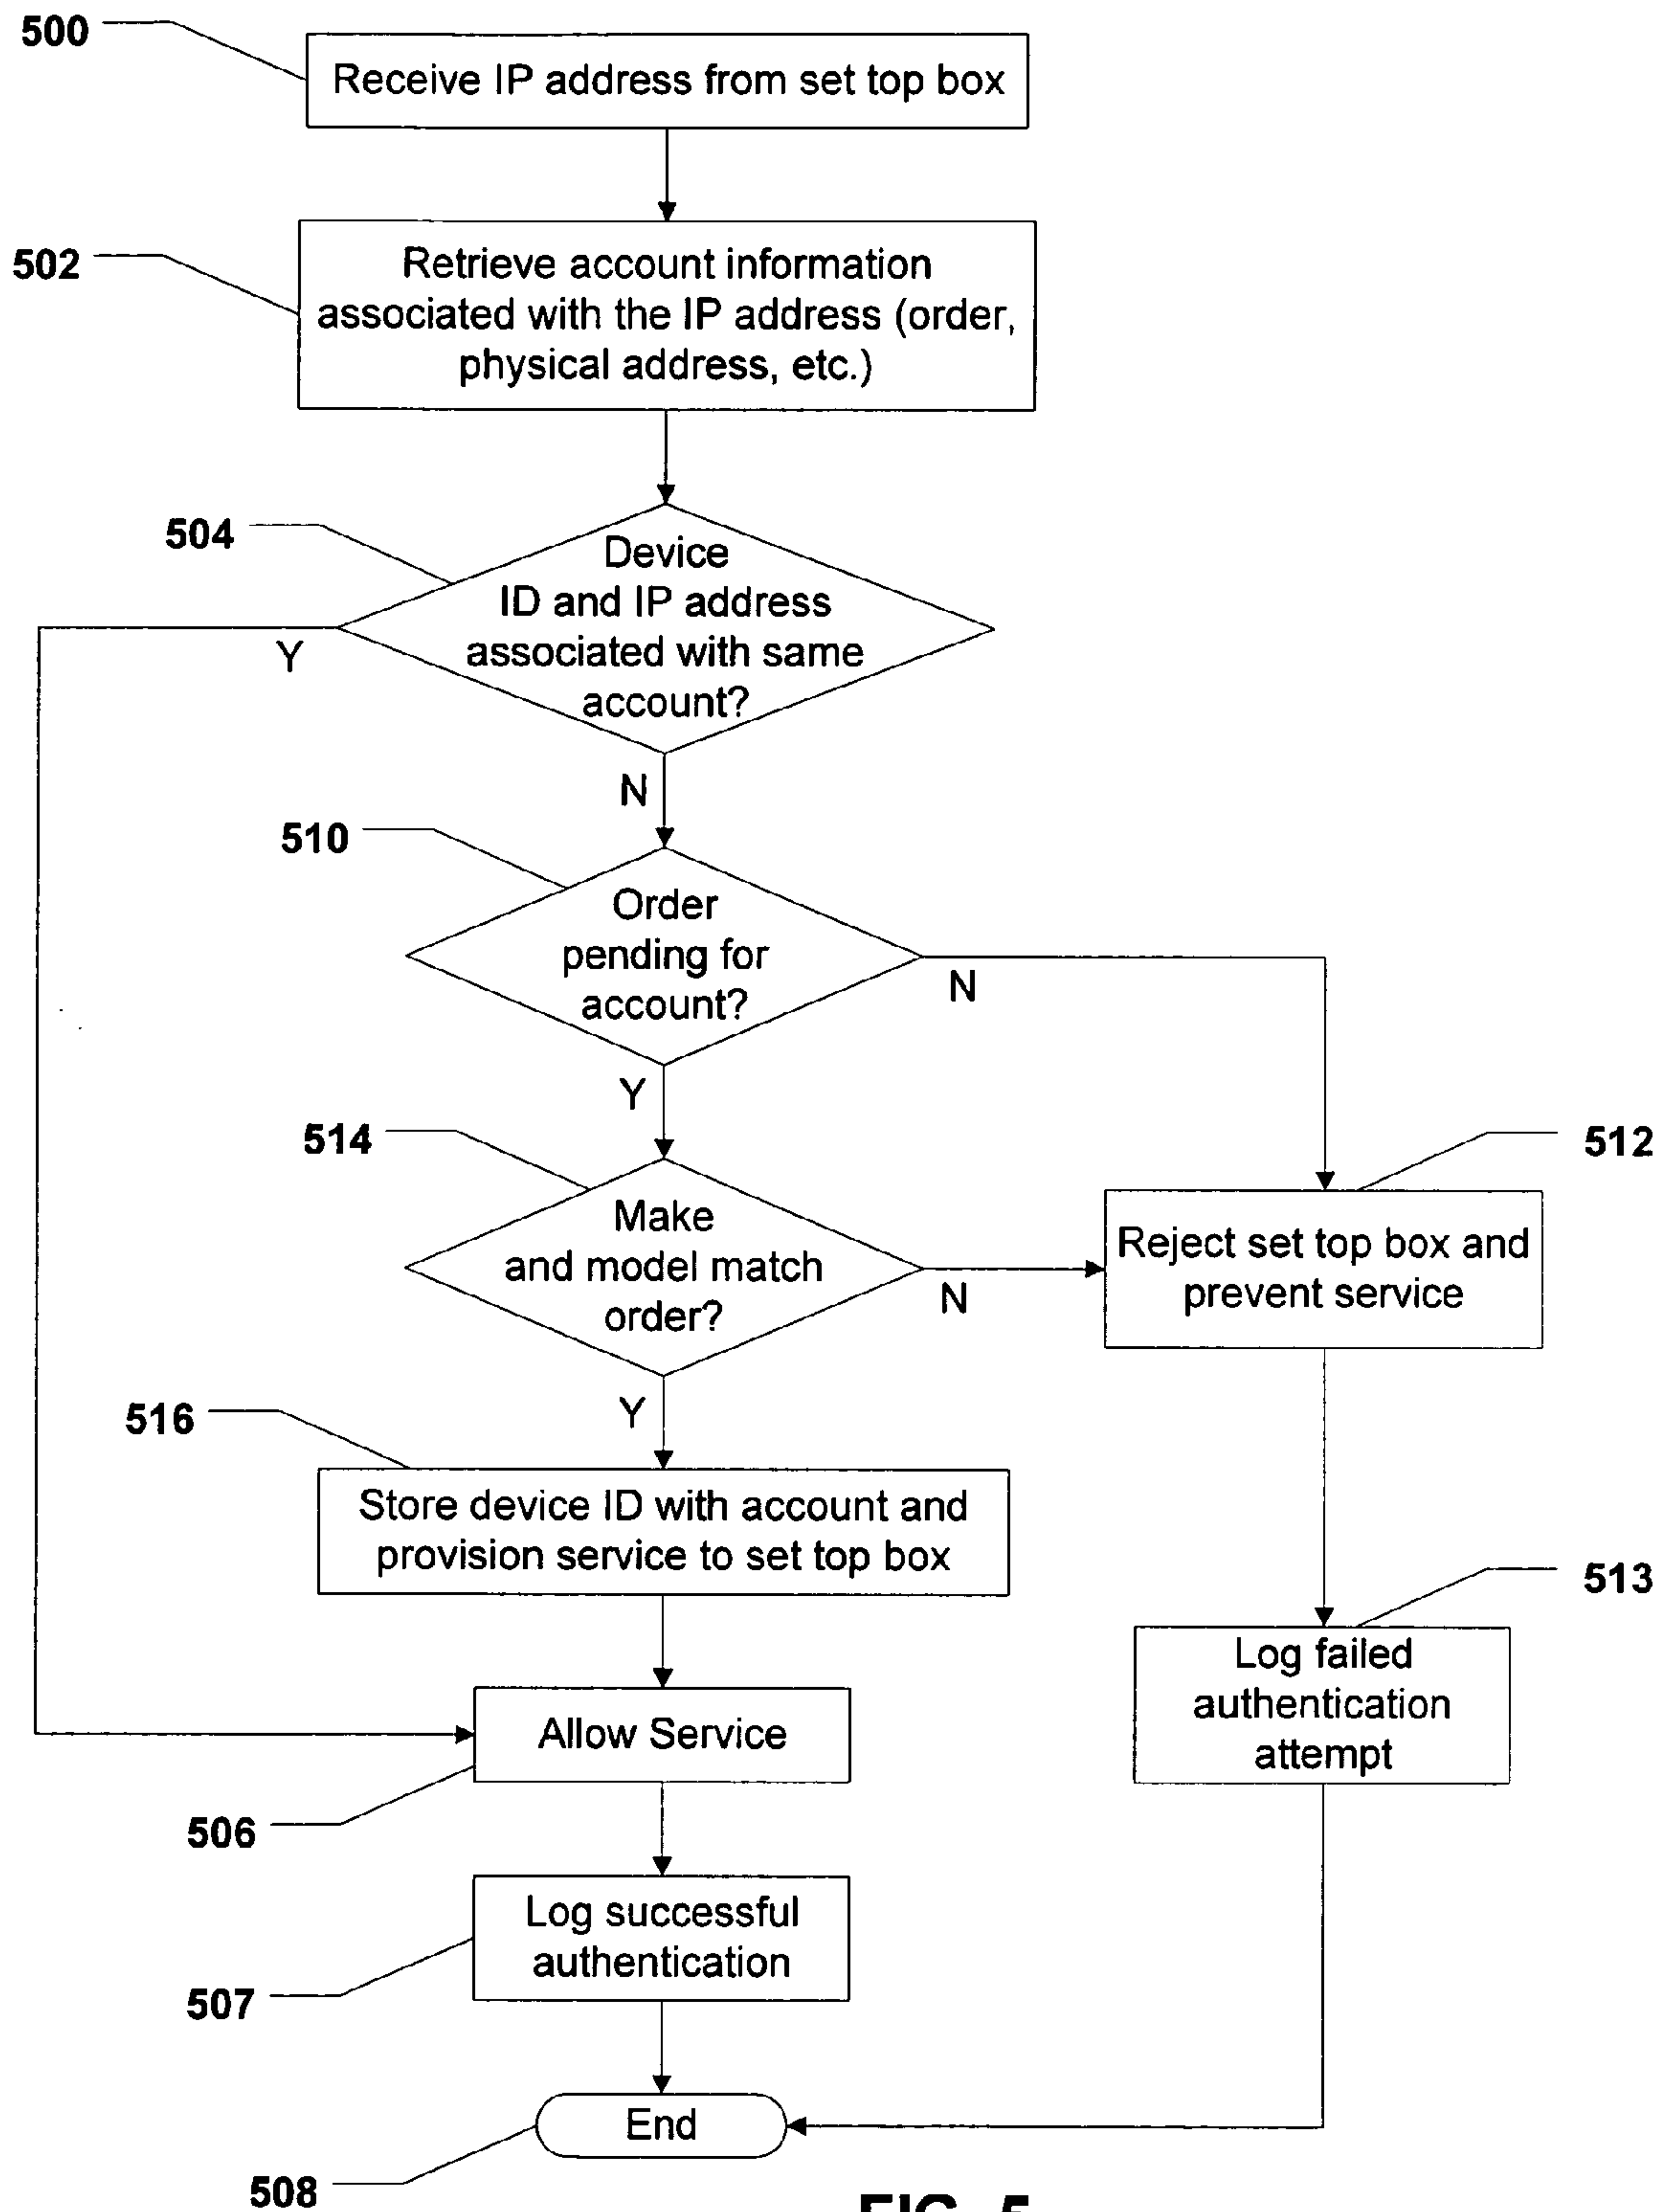 500
Receive IP address from set top box
502
Retrieve account information
associated with the IP address (order,
physical address, etc.)
504
Device
ID and IP address
associated with same
account?
Y
N
510
Order
pending for
account?
N
Y
514
512
Make
and model match
order?
N
Reject set top box and
prevent service
Y
516
Store device ID with account and
provision service to set top box
513
Log failed
authentication
attempt
Allow Service
506
Log successful
authentication
507
End
508
FIG. 5